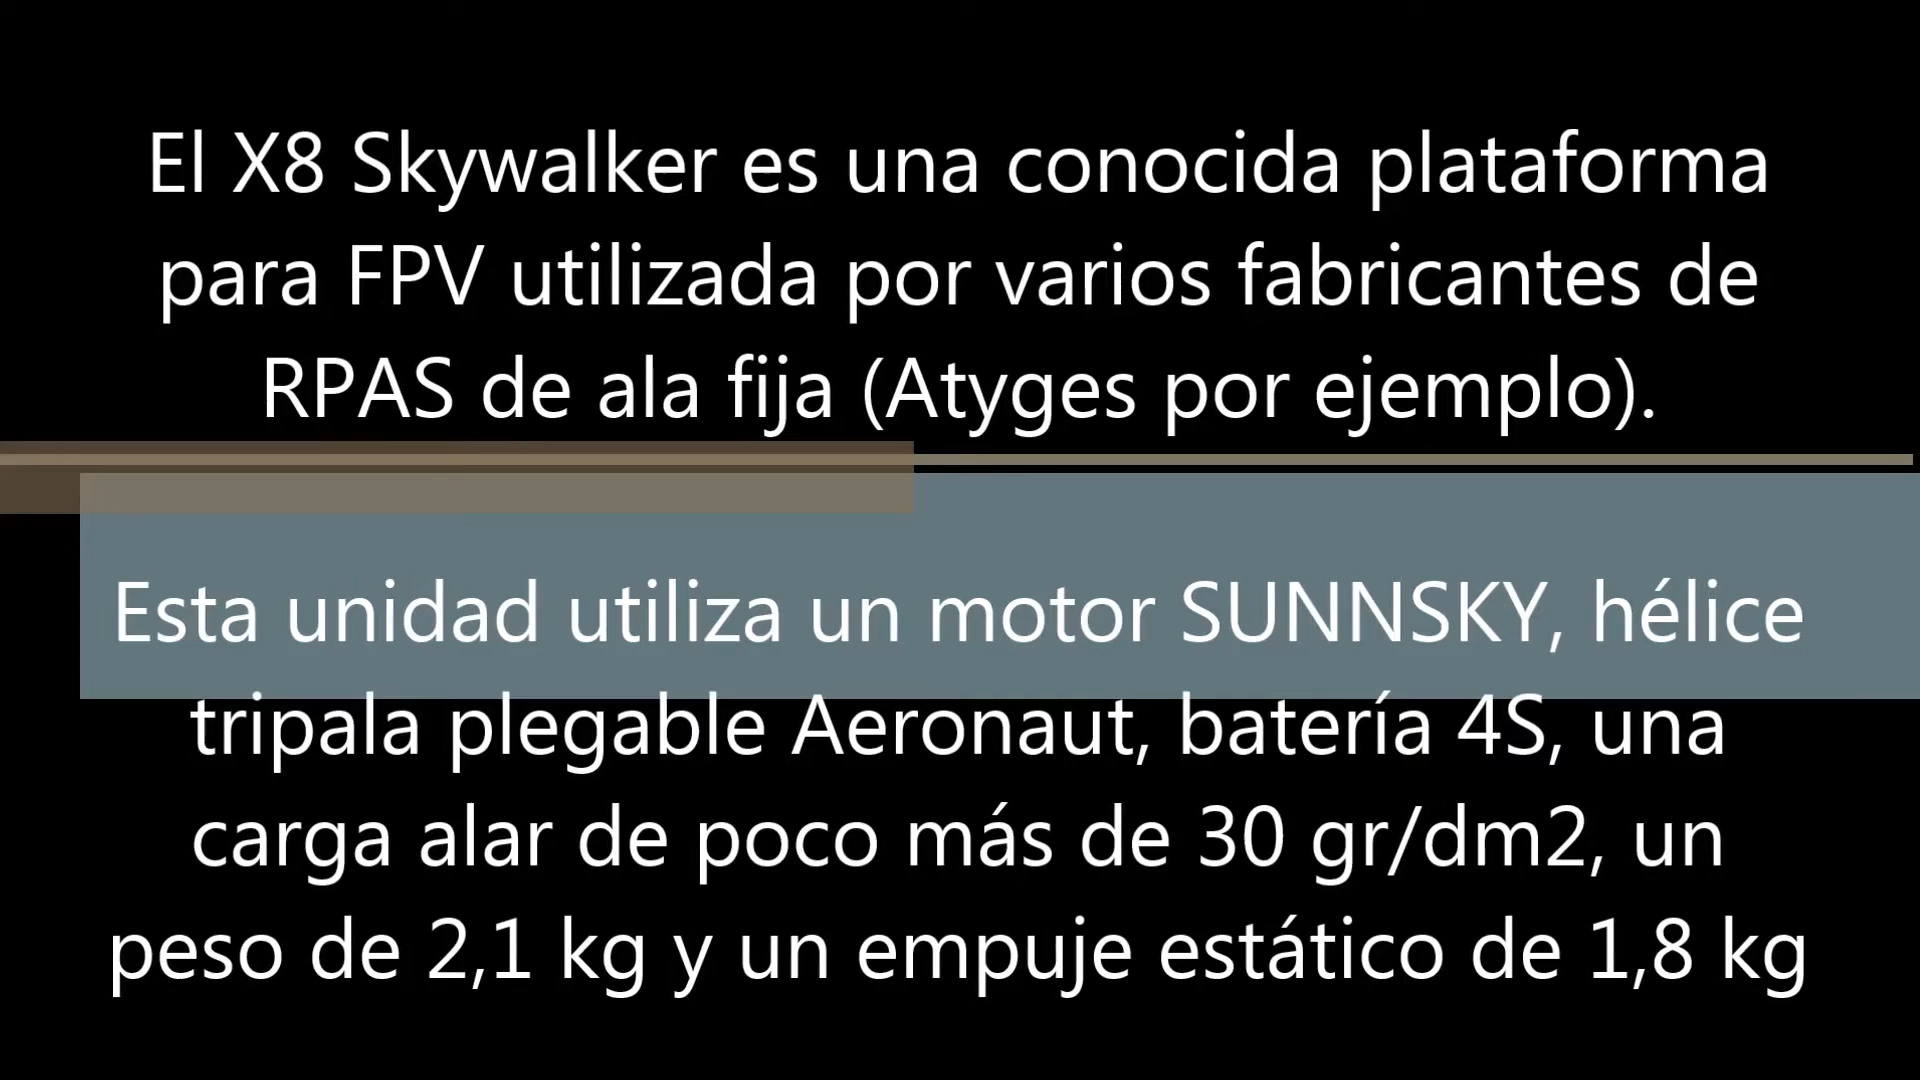 El X8 Skywalker es una conocida plataforma
para FPV utilizada por varios fabricantes de
RPAS de ala fija (Atyges por ejemplo).
Esta unidad utiliza un motor SUNNSKY, hélice
tripala plegable Aeronaut, batería 4S, una
carga alar de poco más de 30 gr/dm2, un
peso de 2,1 kg y un empuje estático de 1,8 kg